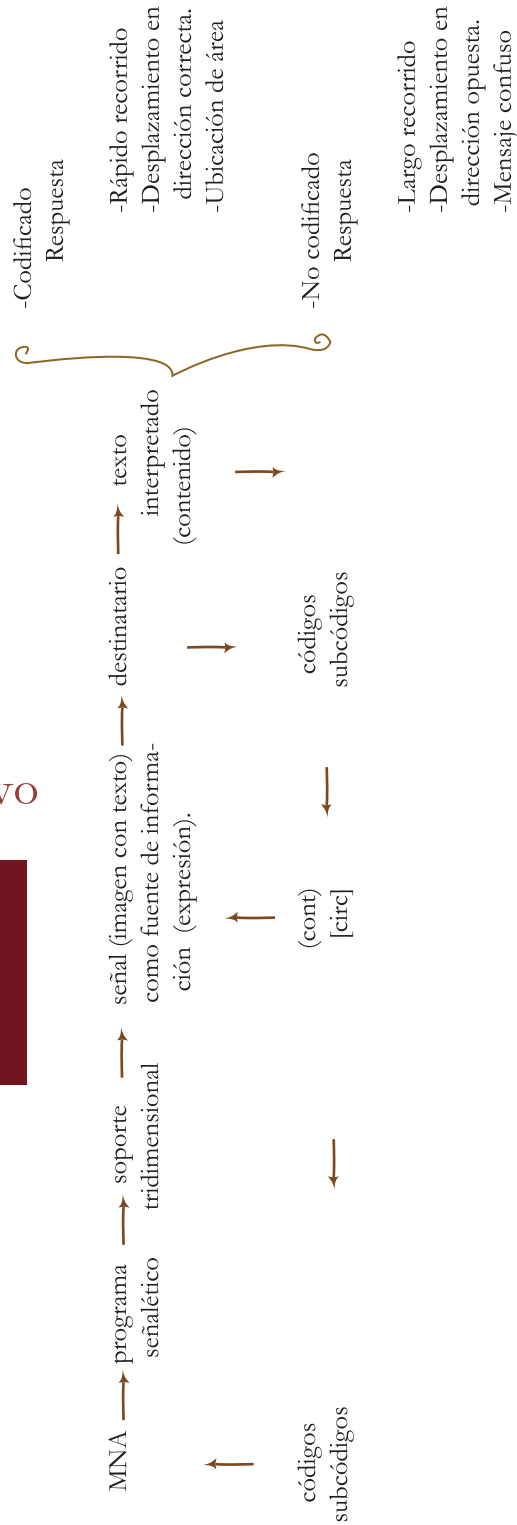 VO
MNA
programa
señalético
soporte
tridimensional
señal (imagen con texto)
como fuente de informa-
ción (expresión).
destinatario
texto
interpretado
(contenido)
códigos
subcódigos
(cont)
[circ]
códigos
subcódigos
-Codificado
Respuesta
-Rápido recorrido
-Desplazamiento en
dirección correcta.
-Ubicación de área
-No codificado
Respuesta
-Largo recorrido
-Desplazamiento en
dirección opuesta.
-Mensaje confuso